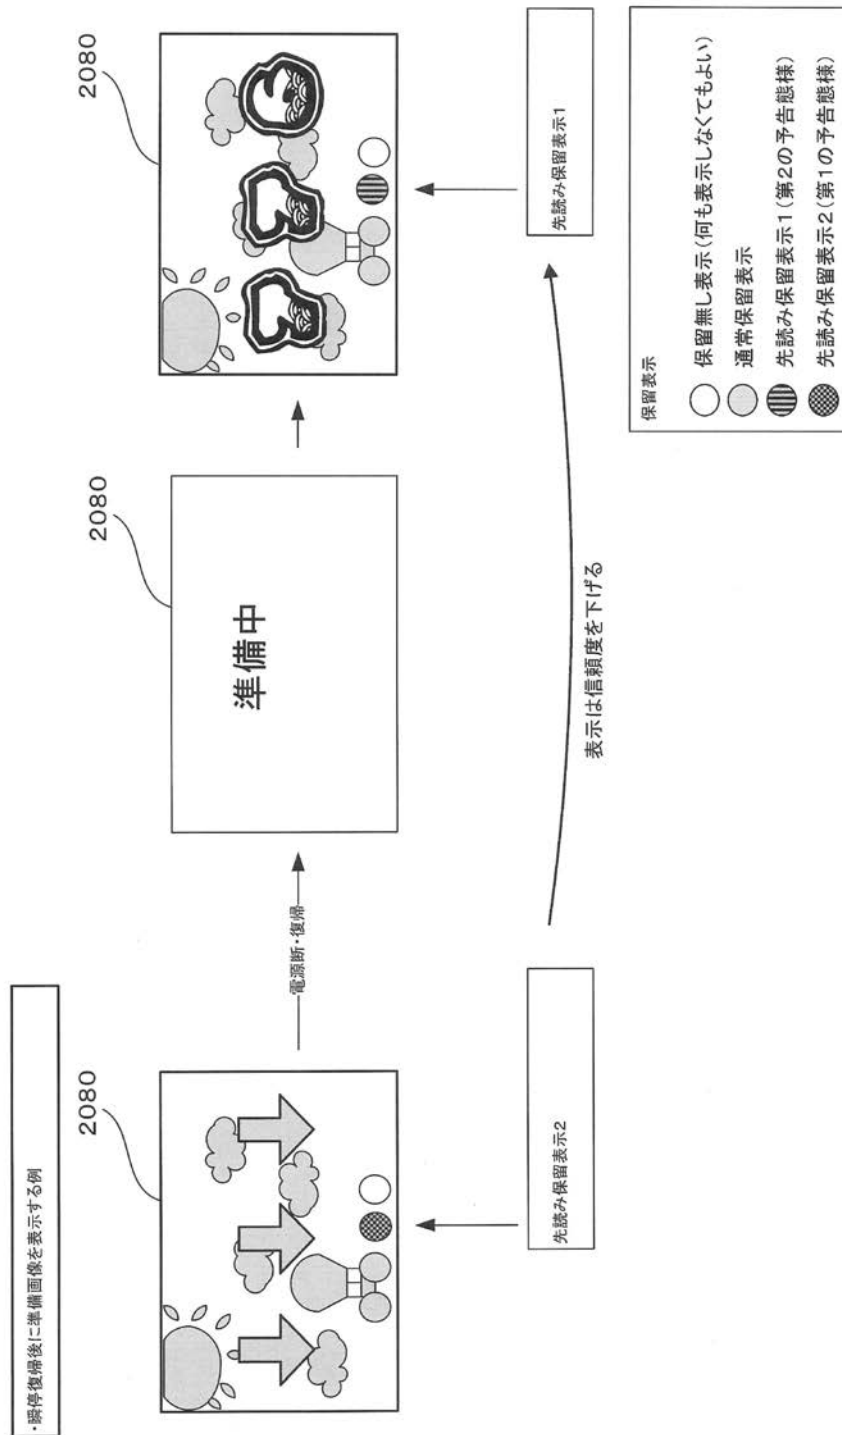 ・瞬停復帰後に準備画像を表示する例
2080
2080
2080
電源断・復帰
準備中
先読み保留表示2
先読み保留表示1
表示は信頼度を下げる
保留表示
保留無し表示(何も表示しなくてもよい)
通常保留表示
先読み保留表示1(第2の予告態様)
先読み保留表示2(第1の予告態様)